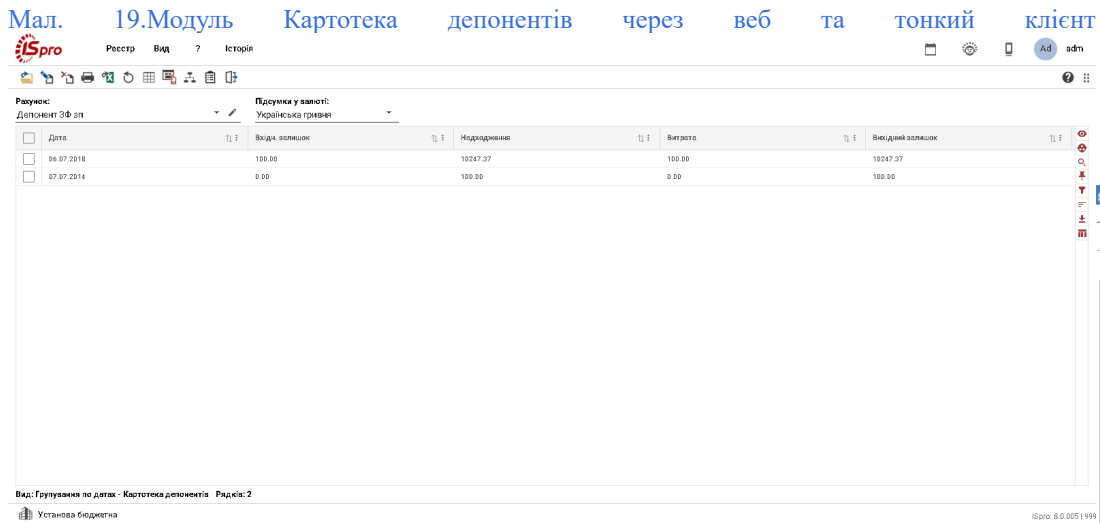 Мал. 19.Модуль Картотека депонентів через веб та тонкий клієнт
ISpro Реєстр Вид ? Історія Ad adm
Рахунок: Підсумки у валюті:
Депонент ЗФ зп Українська гривня
Дата Вхідн. залишок Надходження Витрата Вихідний залишок
06.07.2018 100.00 10247.37 100.00 10247.37
07.07.2014 0.00 100.00 0.00 100.00
Вид: Групування по датах - Картотека депонентів Рядків: 2
Установа бюджетна ISpro: 8.0.005 | 999